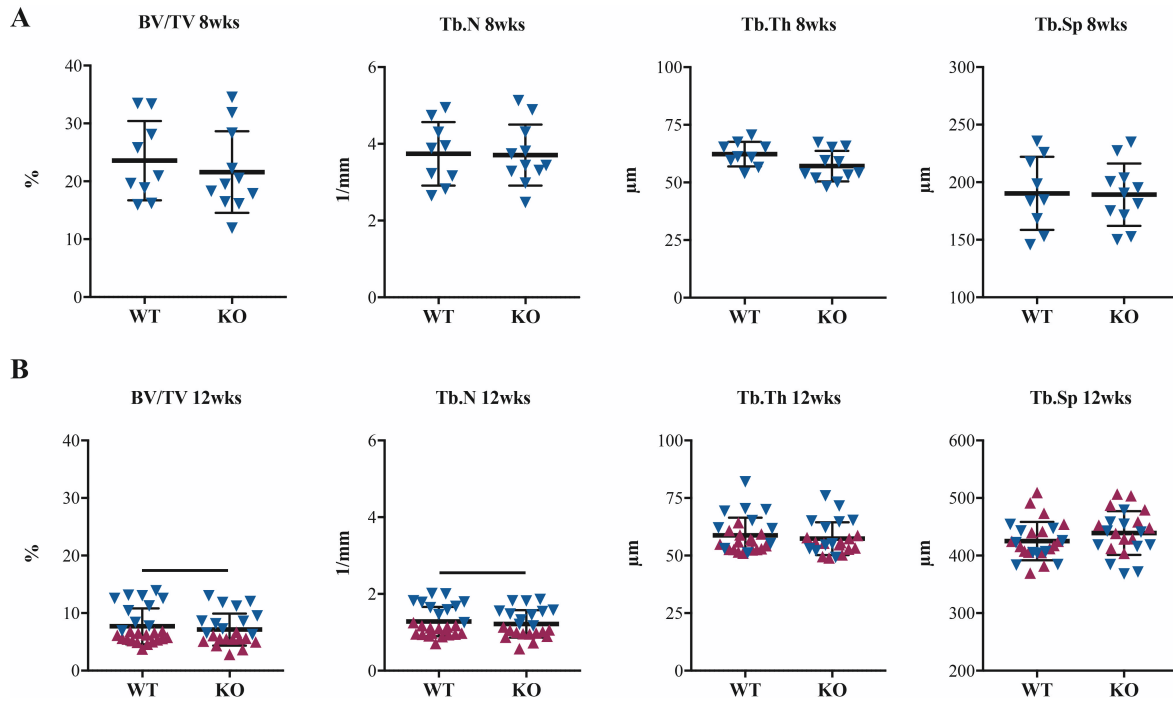 A
BV/TV 8wks
Tb.N 8wks
Tb.Th 8wks
Tb.Sp 8wks
40
30
20
10
0
%
WT
KO
6
4
2
0
1/mm
WT
KO
100
75
50
25
0
µm
WT
KO
300
250
200
150
100
µm
WT
KO
B
BV/TV 12wks
Tb.N 12wks
Tb.Th 12wks
Tb.Sp 12wks
40
30
20
10
0
%
WT
KO
6
4
2
0
1/mm
WT
KO
100
75
50
25
0
µm
WT
KO
600
500
400
300
200
µm
WT
KO